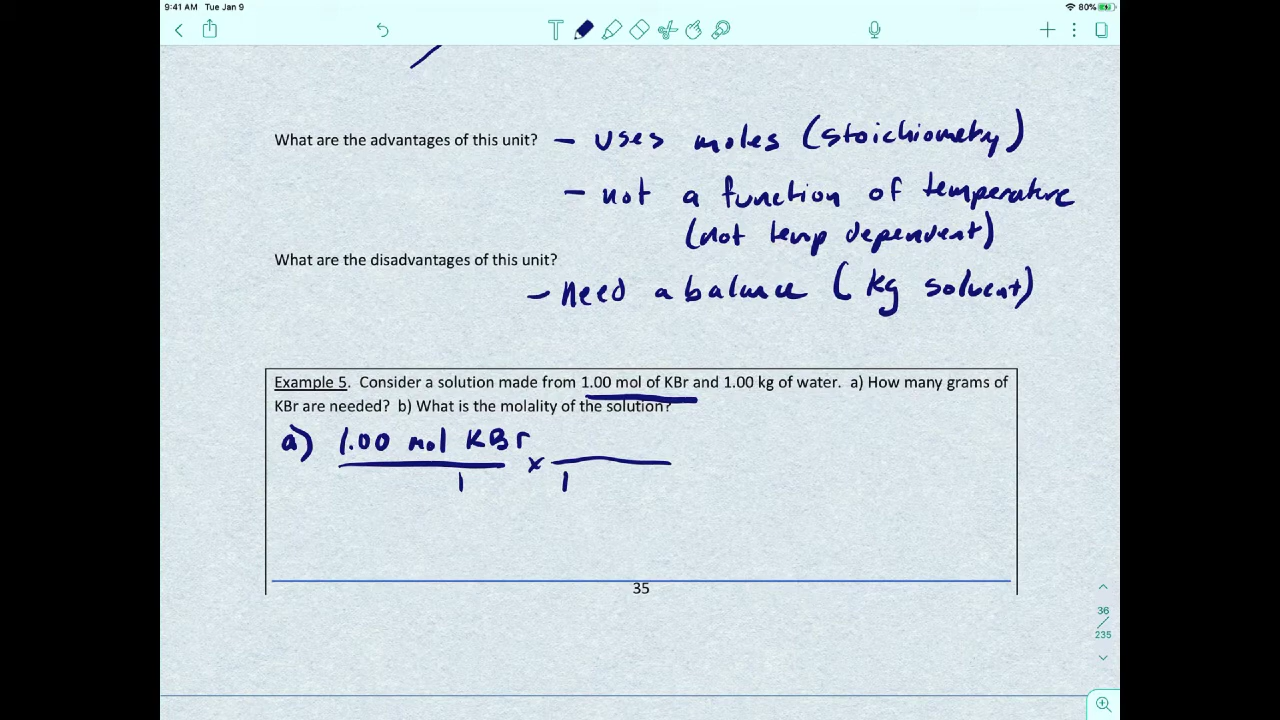 9:41 AM Tue Jan 9
80%
What are the advantages of this unit? - uses moles (stoichiometry)
- not a function of temperature
(not temp dependent)
What are the disadvantages of this unit?
- need a balance (kg solvent)
Example 5. Consider a solution made from 1.00 mol of KBr and 1.00 kg of water. a) How many grams of
KBr are needed? b) What is the molality of the solution?
a) 1.00 mol KBr
x
1 1
35
36
/
235